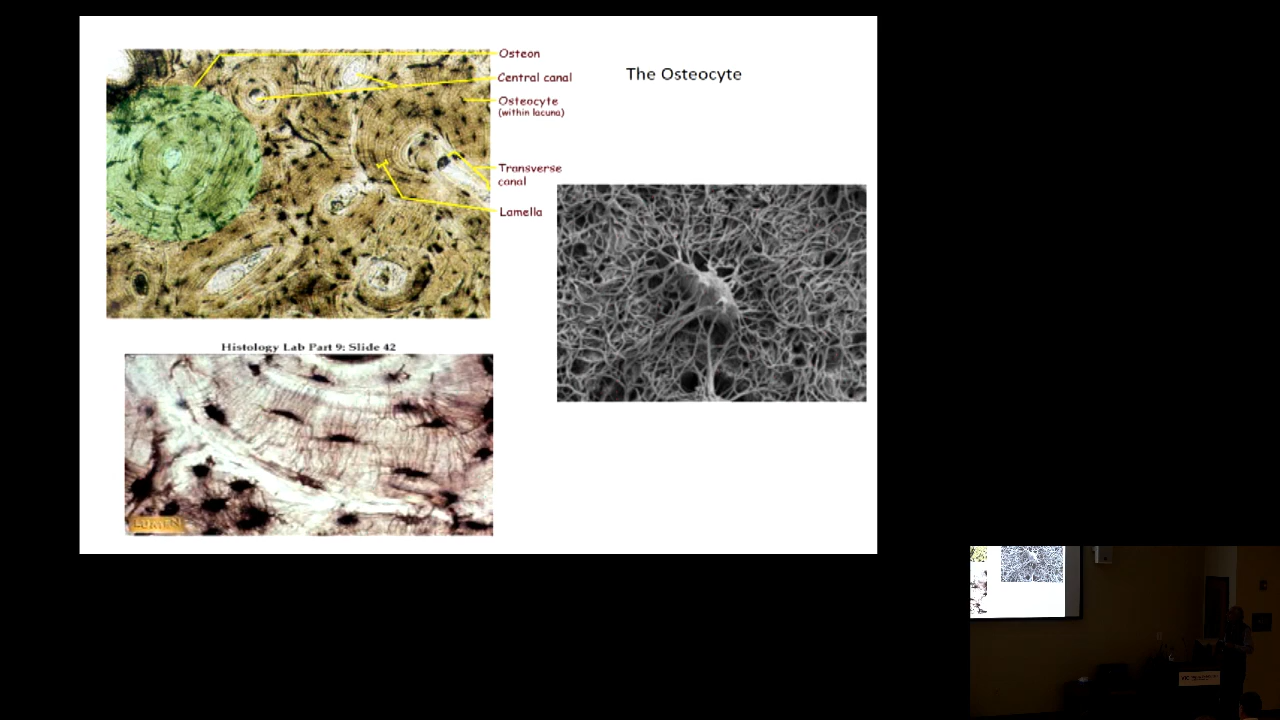 The Osteocyte
Osteon
Central canal
Osteocyte
(within lacuna)
Transverse
canal
Lamella
Histology Lab Part 9: Slide 42
LUMEN